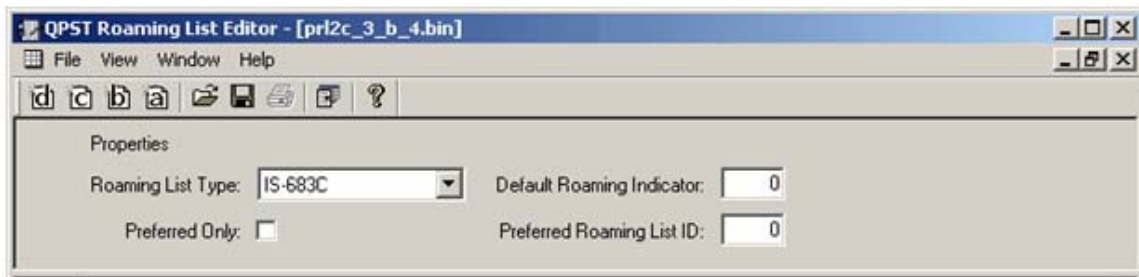 QPST Roaming List Editor - [prl2c_3_b_4.bin]
File View Window Help
d c b a ?
Properties
Roaming List Type: IS-683C Default Roaming Indicator: 0
Preferred Only: Preferred Roaming List ID: 0